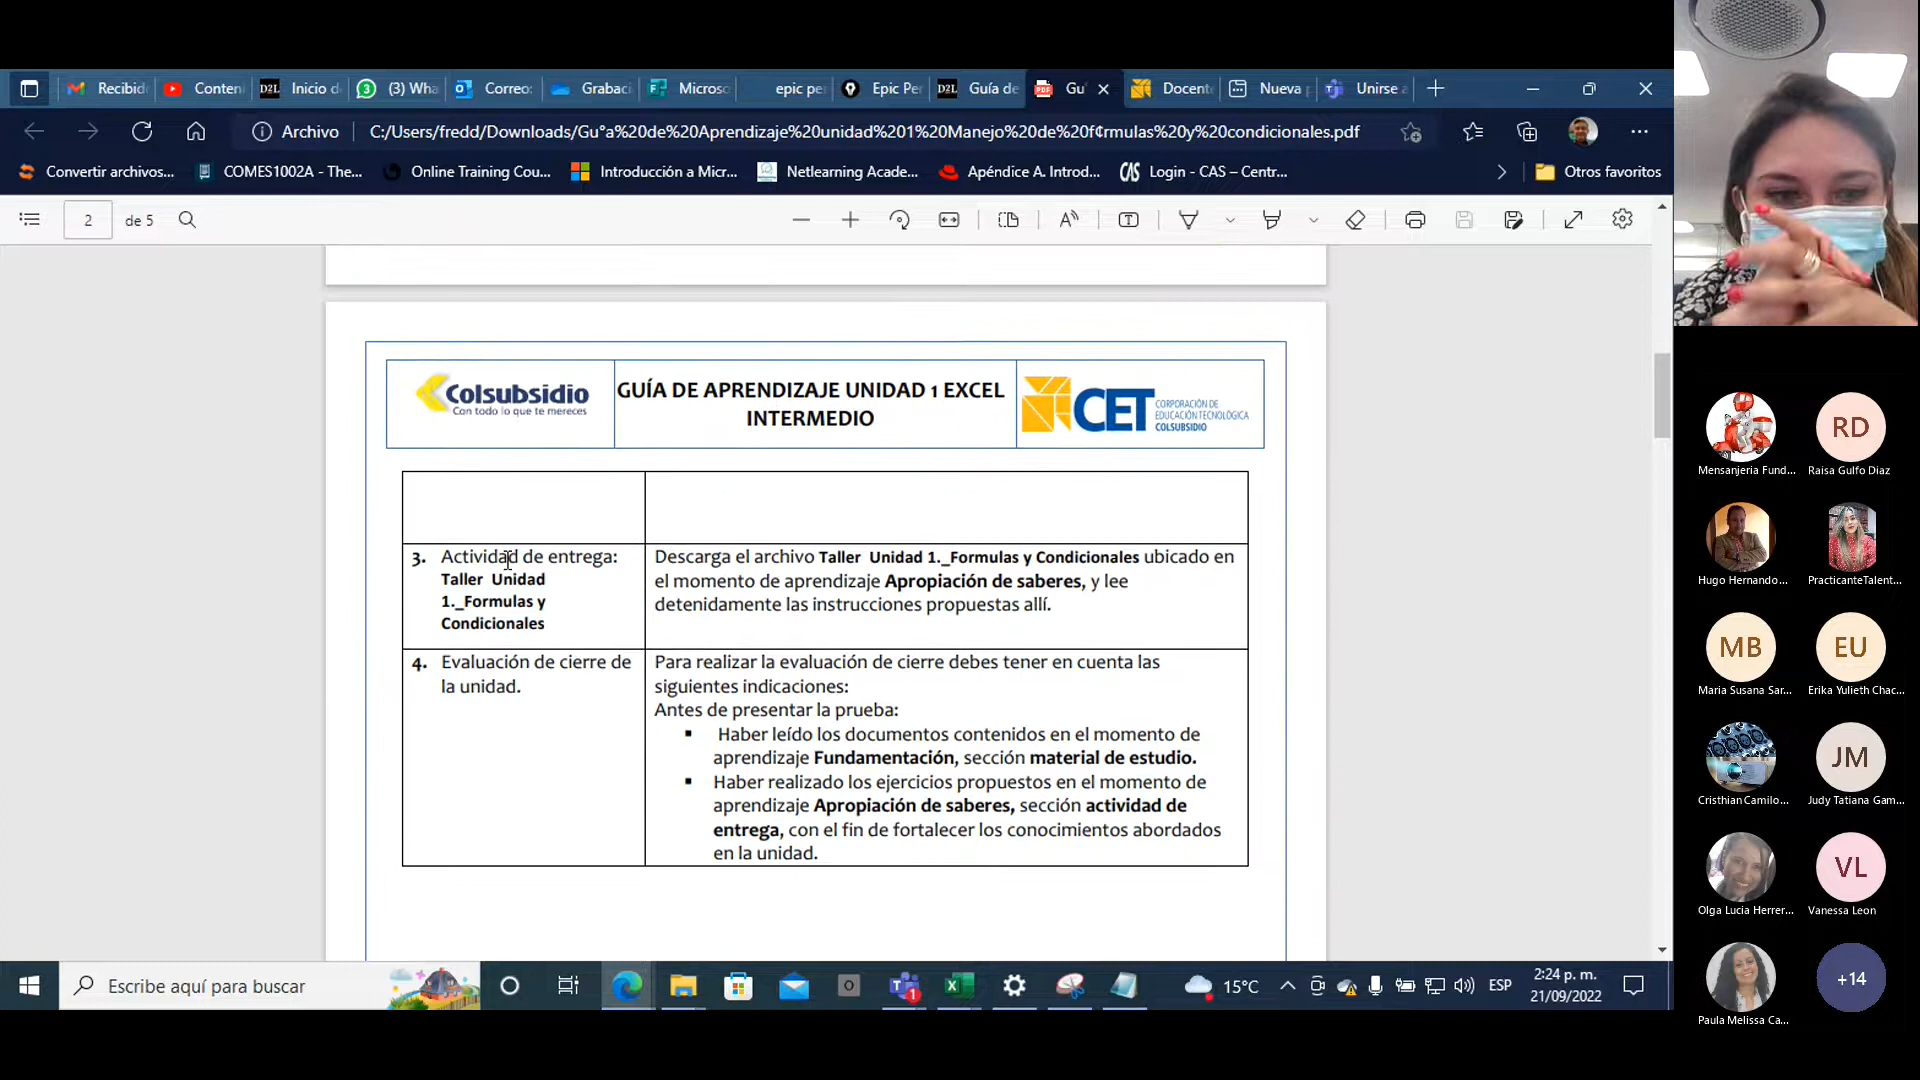 Recibid
Conten
D2L Inicio d
(3) Wha
Correo:
Grabaci
Micros
epic pe
Epic Pe
D2L Guía de
PDF Gu
Docent
Nueva
Unirse a
Archivo
C:/Users/fredd/Downloads/Gu°a%20de%20Aprendizaje%20unidad%201%20Manejo%20de%20f¢rmulas%20y%20condicionales.pdf
Convertir archivos...
COMES1002A - The...
Online Training Cou...
Introducción a Micr...
Netlearning Acade...
Apéndice A. Introd...
CAS Login - CAS – Centr...
Otros favoritos
2 de 5
Colsubsidio
Con todo lo que te mereces
GUÍA DE APRENDIZAJE UNIDAD 1 EXCEL
INTERMEDIO
CET
CORPORACIÓN DE
EDUCACIÓN TECNOLÓGICA
COLSUBSIDIO
3. Actividad de entrega:
Taller Unidad
1._Formulas y
Condicionales
Descarga el archivo Taller Unidad 1._Formulas y Condicionales ubicado en
el momento de aprendizaje Apropiación de saberes, y lee
detenidamente las instrucciones propuestas allí.
4. Evaluación de cierre de
la unidad.
Para realizar la evaluación de cierre debes tener en cuenta las
siguientes indicaciones:
Antes de presentar la prueba:
▪ Haber leído los documentos contenidos en el momento de
aprendizaje Fundamentación, sección material de estudio.
▪ Haber realizado los ejercicios propuestos en el momento de
aprendizaje Apropiación de saberes, sección actividad de
entrega, con el fin de fortalecer los conocimientos abordados
en la unidad.
Escribe aquí para buscar
1
15°C
ESP
2:24 p. m.
21/09/2022
Mensanjeria Fund...
RD
Raisa Gulfo Diaz
Hugo Hernando...
PracticanteTalent...
MB
Maria Susana Sar...
EU
Erika Yulieth Chac...
Cristhian Camilo...
JM
Judy Tatiana Gam...
Olga Lucia Herrer...
VL
Vanessa Leon
Paula Melissa Ca...
+14